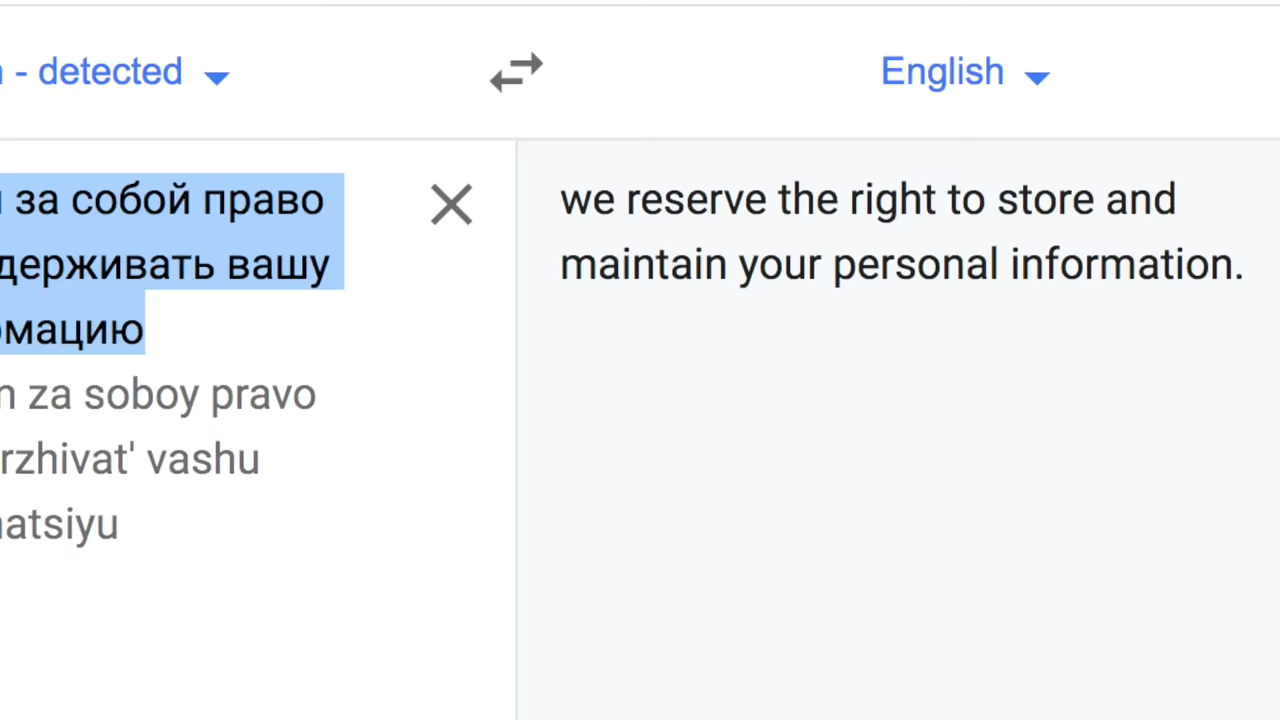 - detected
English
за собой право
держивать вашу
рмацию
za soboy pravo
rzhivat' vashu
atsiyu
we reserve the right to store and
maintain your personal information.